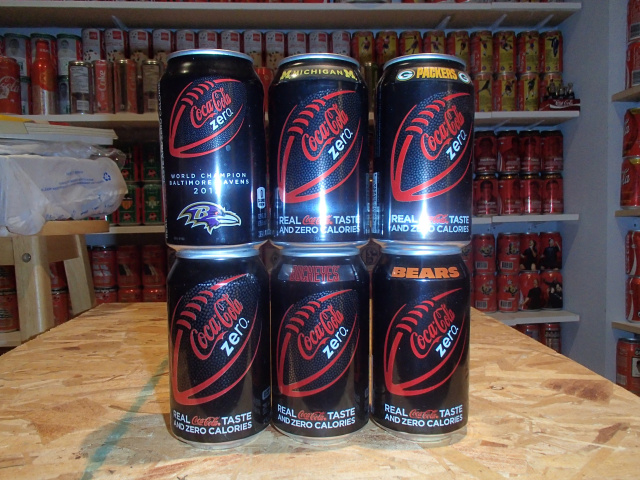 Coca-Cola
zero
WORLD CHAMPION
BALTIMORE RAVENS
MICHIGAN
Coca-Cola
zero
REAL Coca-Cola TASTE
AND ZERO CALORIES
G PACKERS G
Coca-Cola
zero
REAL Coca-Cola TASTE
AND ZERO CALORIES
Coca-Cola
zero
REAL Coca-Cola TASTE
AND ZERO CALORIES
BUCKEYES
Coca-Cola
zero
REAL Coca-Cola TASTE
AND ZERO CALORIES
BEARS
Coca-Cola
zero
REAL Coca-Cola TASTE
AND ZERO CALORIES